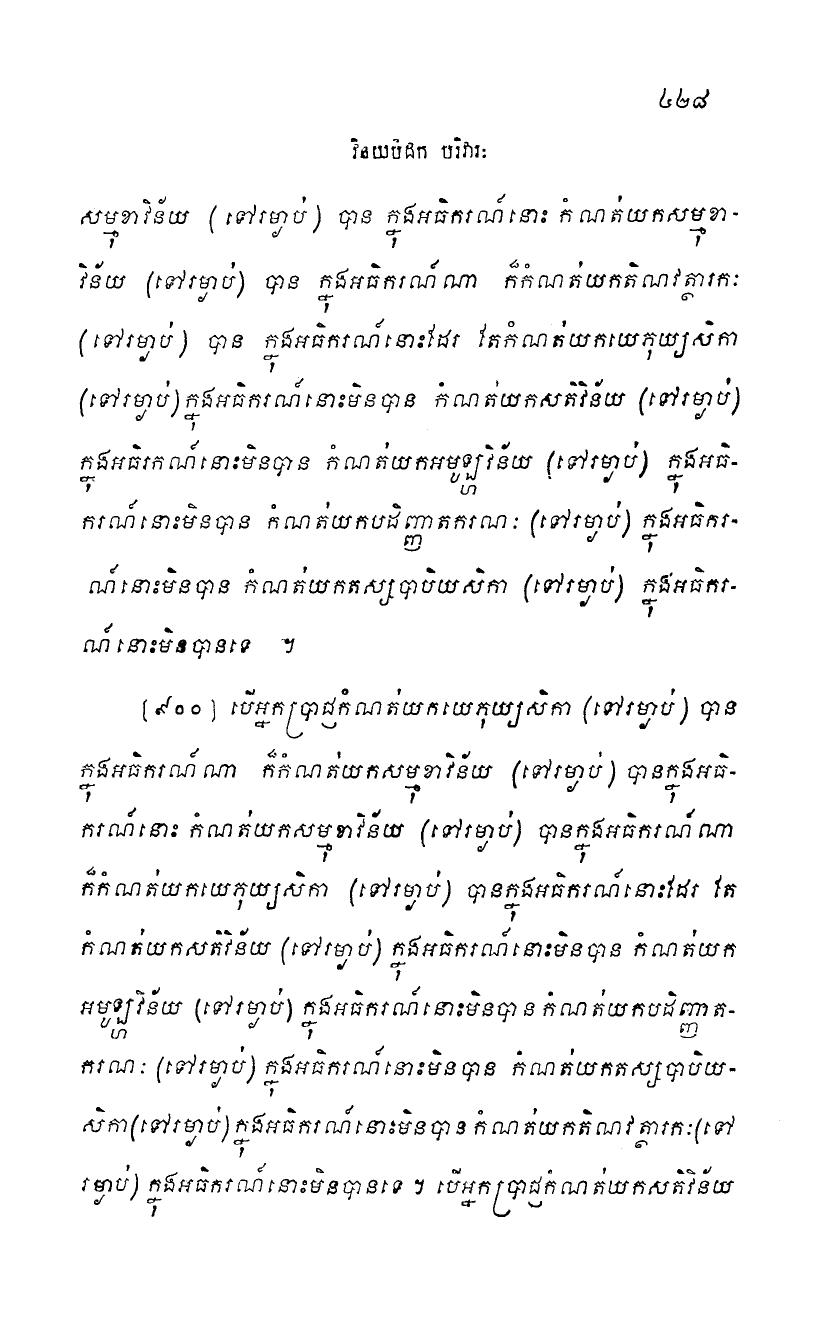 ៤២៨
វិនយបិដក បរិវារៈ
សម្មុខាវិន័យ (ទៅរម្ងាប់) បាន ក្នុងអធិករណ៍នោះ កំណត់យកសម្មុខា-
វិន័យ (ទៅរម្ងាប់) បាន ក្នុងអធិករណ៍ណា ក៏កំណត់យកតិណវត្ថារកៈ
(ទៅរម្ងាប់) បាន ក្នុងអធិករណ៍នោះដែរ តែកំណត់យកយេភុយ្យសិកា
(ទៅរម្ងាប់)ក្នុងអធិករណ៍នោះមិនបាន កំណត់យកសតិវិន័យ (ទៅរម្ងាប់)
ក្នុងអធិរកណ៍នោះមិនបាន កំណត់យកអមូឡ្ហវិន័យ (ទៅរម្ងាប់) ក្នុងអធិ-
ករណ៍នោះមិនបាន កំណត់យកបដិញ្ញាតករណៈ (ទៅរម្ងាប់) ក្នុងអធិករ-
ណ៍នោះមិនបាន កំណត់យកតស្សបាបិយសិកា (ទៅរម្ងាប់) ក្នុងអធិករ-
ណ៍នោះមិនបានទេ ។
[៩០០] បើអ្នកប្រាជ្ញកំណត់យកយេភុយ្យសិកា (ទៅរម្ងាប់) បាន
ក្នុងអធិករណ៍ណា ក៏កំណត់យកសម្មុខាវិន័យ (ទៅរម្ងាប់) បានក្នុងអធិ-
ករណ៍នោះ កំណត់យកសម្មុខាវិន័យ (ទៅរម្ងាប់) បានក្នុងអធិករណ៍ណា
ក៏កំណត់យកយេភុយ្យសិកា (ទៅរម្ងាប់) បានក្នុងអធិករណ៍នោះដែរ តែ
កំណត់យកសតិវិន័យ (ទៅរម្ងាប់) ក្នុងអធិករណ៍នោះមិនបាន កំណត់យក
អមូឡ្ហវិន័យ (ទៅរម្ងាប់) ក្នុងអធិករណ៍នោះមិនបាន កំណត់យកបដិញ្ញាត-
ករណៈ (ទៅរម្ងាប់) ក្នុងអធិករណ៍នោះមិនបាន កំណត់យកតស្សបាបិយ-
សិកា(ទៅរម្ងាប់)ក្នុងអធិករណ៍នោះមិនបាន កំណត់យកតិណវត្ថារកៈ(ទៅ
រម្ងាប់) ក្នុងអធិករណ៍នោះមិនបានទេ ។ បើអ្នកប្រាជ្ញកំណត់យកសតិវិន័យ